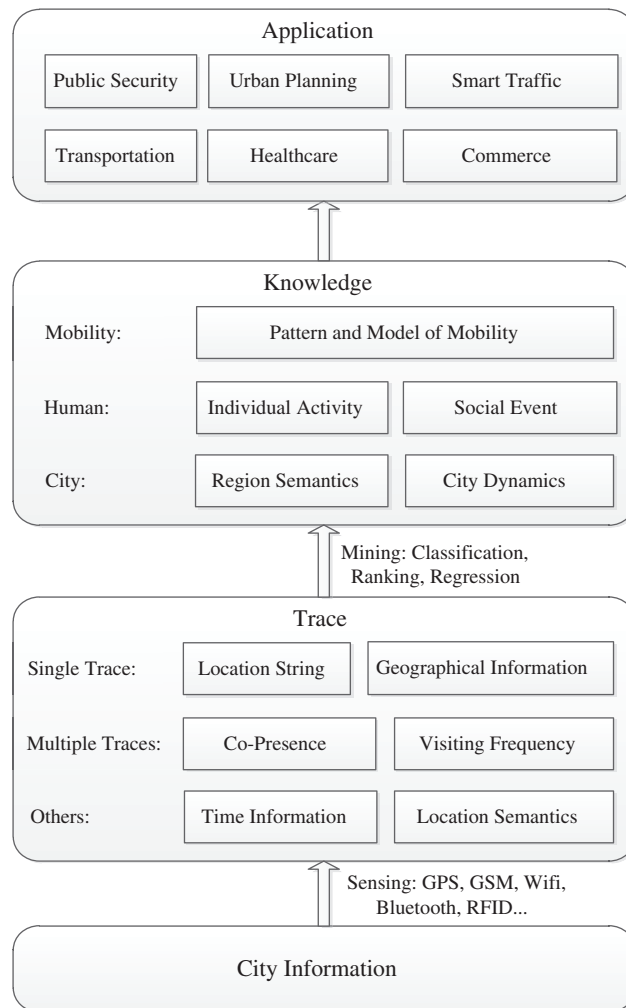 Application
Public Security Urban Planning Smart Traffic
Transportation Healthcare Commerce
Knowledge
Mobility: Pattern and Model of Mobility
Human: Individual Activity Social Event
City: Region Semantics City Dynamics
Mining: Classification,
Ranking, Regression
Trace
Single Trace: Location String Geographical Information
Multiple Traces: Co-Presence Visiting Frequency
Others: Time Information Location Semantics
Sensing: GPS, GSM, Wifi,
Bluetooth, RFID...
City Information